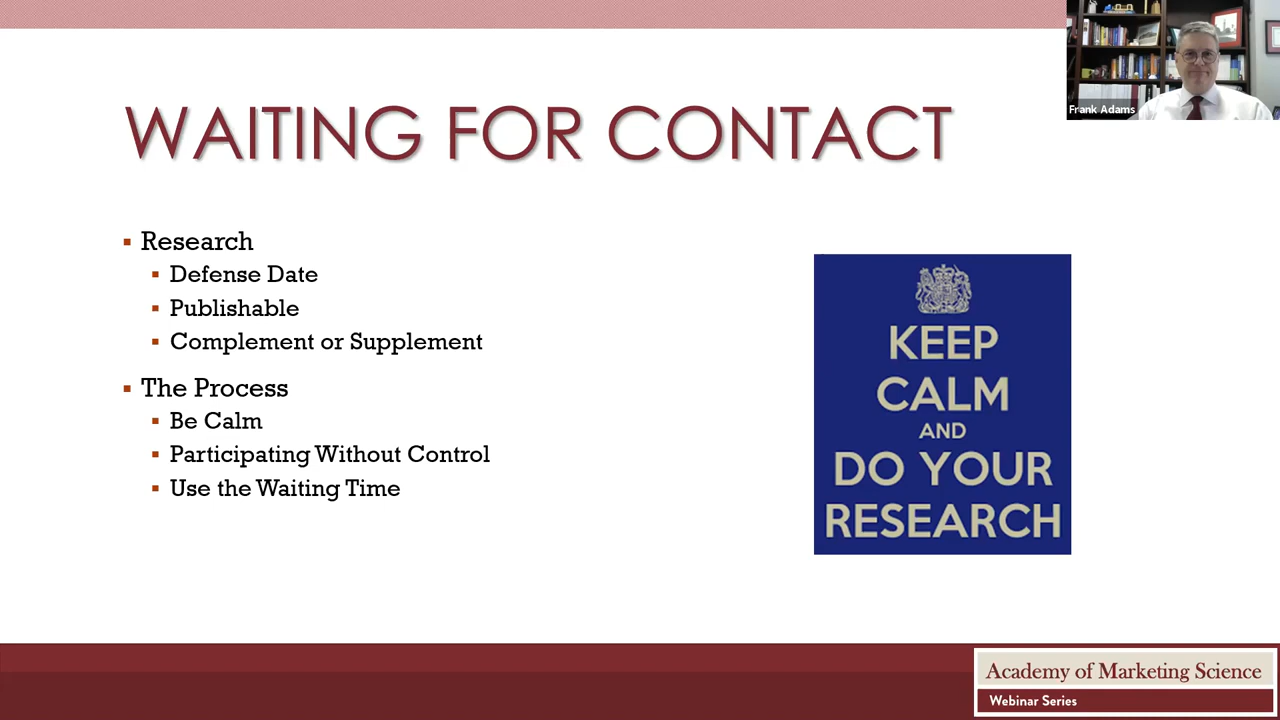 Frank Adams
WAITING FOR CONTACT
Research
Defense Date
Publishable
Complement or Supplement
The Process
Be Calm
Participating Without Control
Use the Waiting Time
KEEP
CALM
AND
DO YOUR
RESEARCH
Academy of Marketing Science
Webinar Series